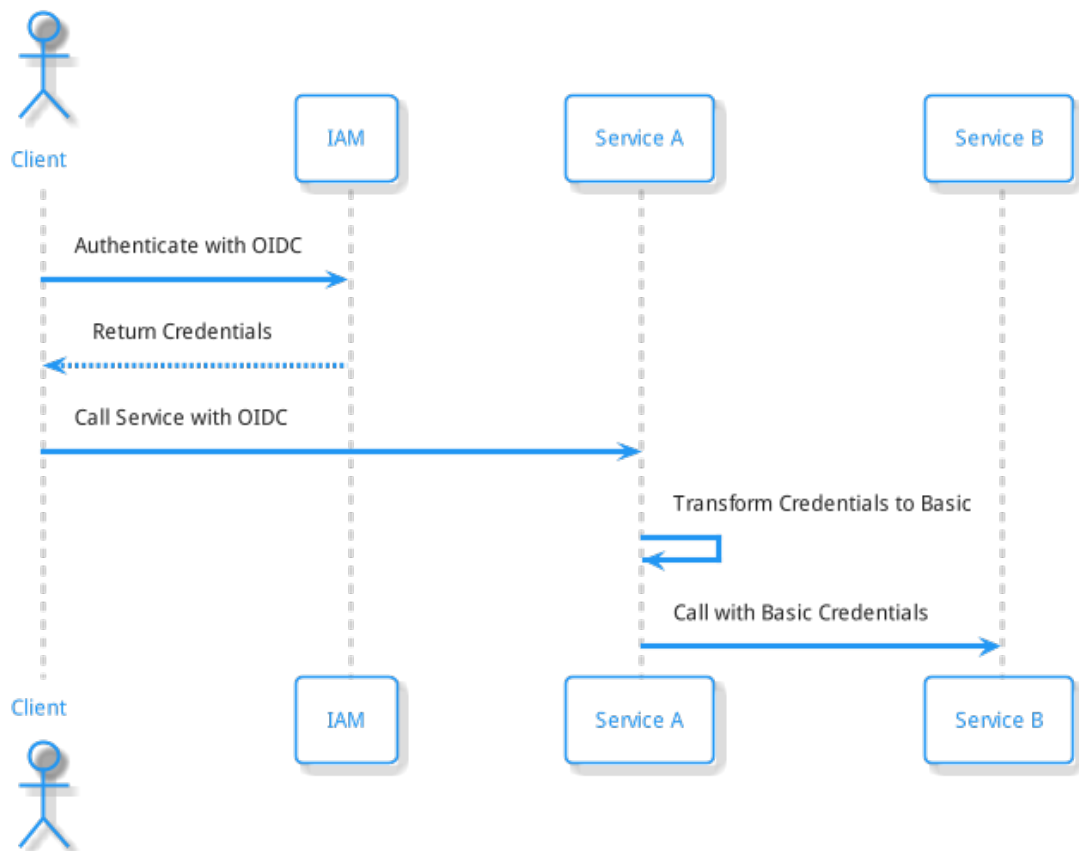 Client
IAM
Service A
Service B
Authenticate with OIDC
Return Credentials
Call Service with OIDC
Transform Credentials to Basic
Call with Basic Credentials
Client
IAM
Service A
Service B